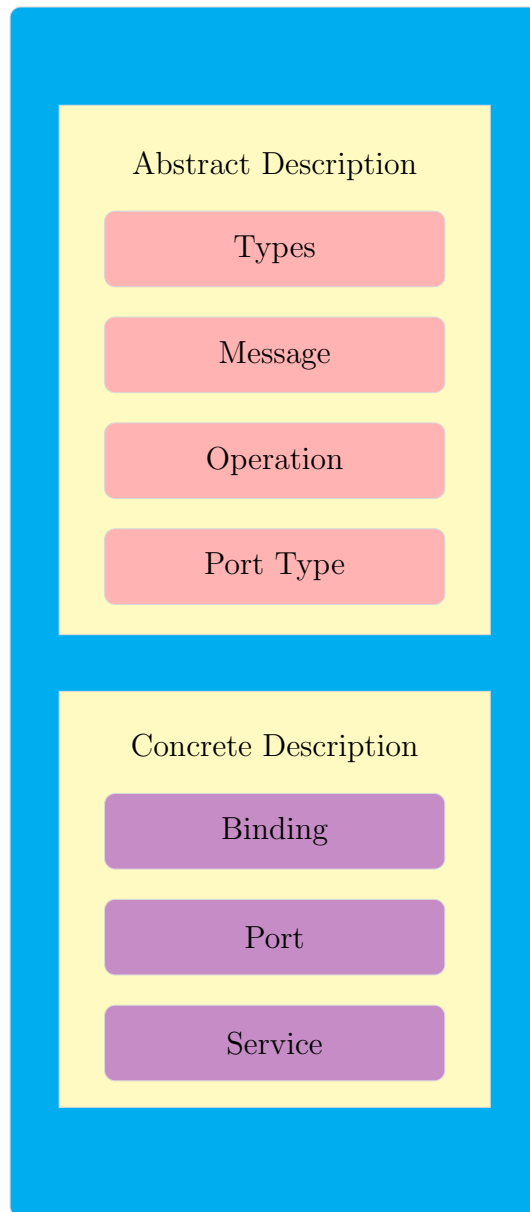 Abstract Description
Types
Message
Operation
Port Type
Concrete Description
Binding
Port
Service